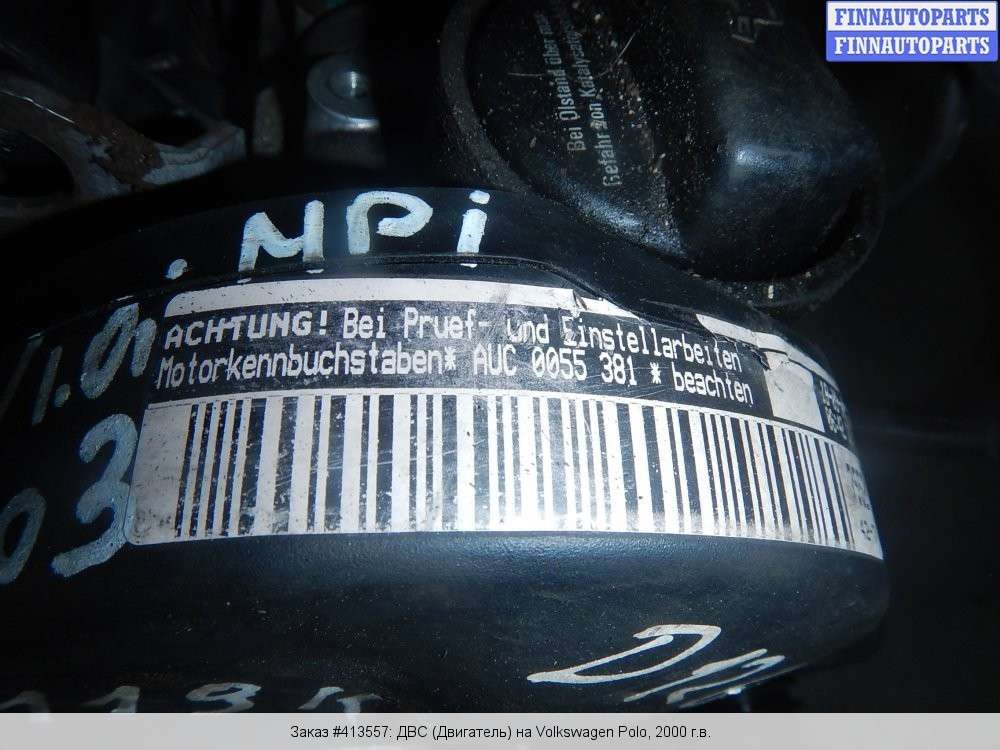 FINNAUTOPARTS
FINNAUTOPARTS
Bei Ölstand über max.
Gefahr von Katalysator
MPi
ACHTUNG! Bei Pruef- und Einstellarbeiten
Motorkennbuchstaben* AUC 0055 381 * beachten
1.0i
03
Заказ #413557: ДВС (Двигатель) на Volkswagen Polo, 2000 г.в.